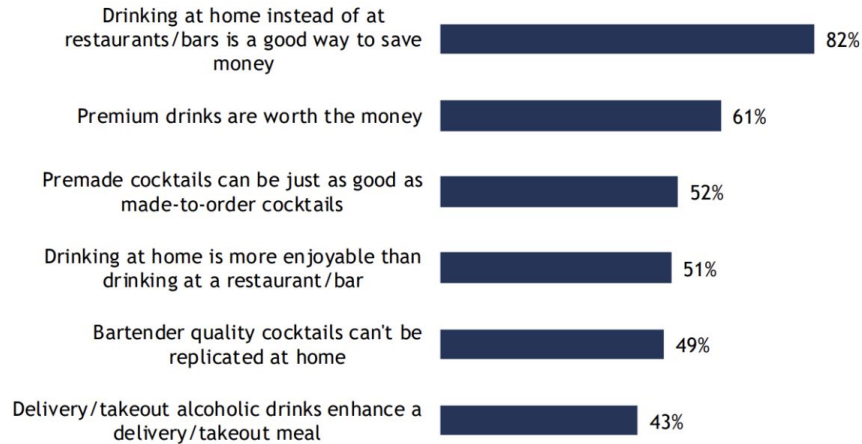 Drinking at home instead of at
restaurants/bars is a good way to save
money
82%
Premium drinks are worth the money
61%
Premade cocktails can be just as good as
made-to-order cocktails
52%
Drinking at home is more enjoyable than
drinking at a restaurant/bar
51%
Bartender quality cocktails can't be
replicated at home
49%
Delivery/takeout alcoholic drinks enhance a
delivery/takeout meal
43%